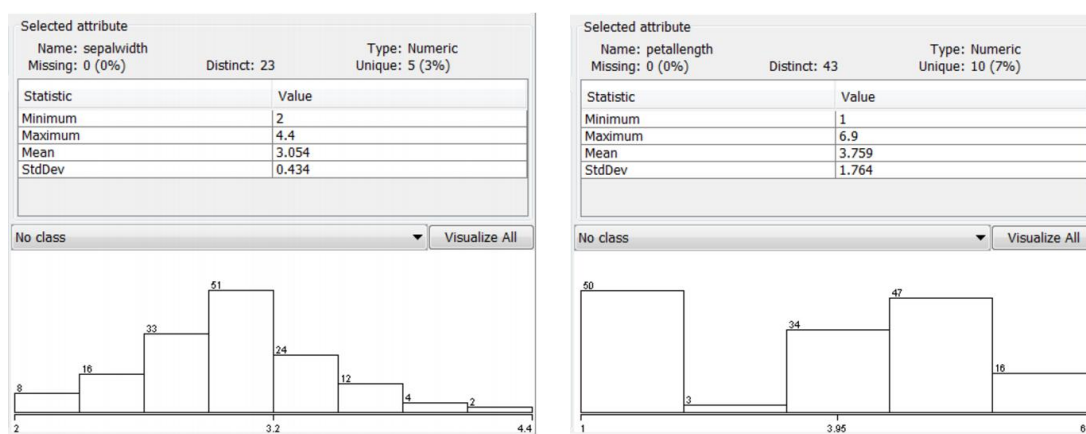 Selected attribute
Name: sepalwidth Type: Numeric
Missing: 0 (0%) Distinct: 23 Unique: 5 (3%)
Statistic Value
Minimum 2
Maximum 4.4
Mean 3.054
StdDev 0.434
No class Visualize All
51
33
24
16
12
8
4
2
2 3.2 4.4
Selected attribute
Name: petallength Type: Numeric
Missing: 0 (0%) Distinct: 43 Unique: 10 (7%)
Statistic Value
Minimum 1
Maximum 6.9
Mean 3.759
StdDev 1.764
No class Visualize All
50
47
34
16
3
1 3.95 6